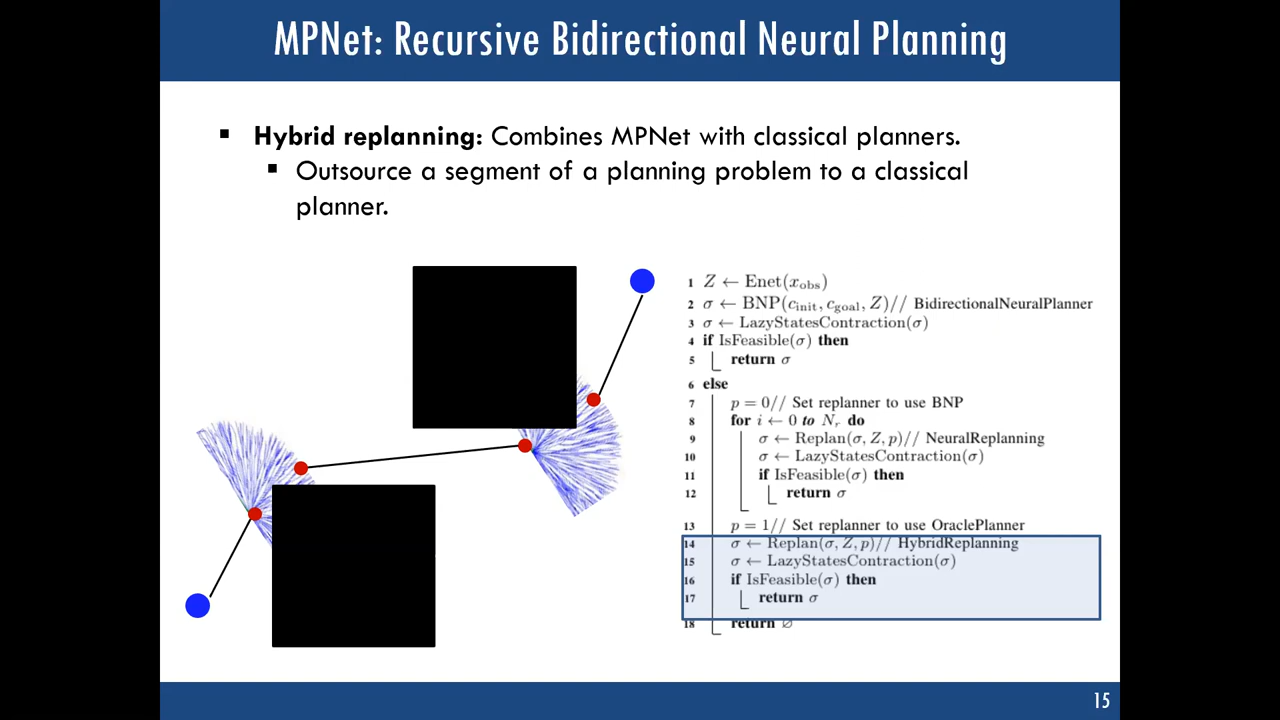 MPNet: Recursive Bidirectional Neural Planning
▪ Hybrid replanning: Combines MPNet with classical planners.
▪ Outsource a segment of a planning problem to a classical
planner.
1 Z ← Enet(x_obs)
2 σ ← BNP(c_init, c_goal, Z)// BidirectionalNeuralPlanner
3 σ ← LazyStatesContraction(σ)
4 if IsFeasible(σ) then
5 return σ
6 else
7 p = 0// Set replanner to use BNP
8 for i ← 0 to N_r do
9 σ ← Replan(σ, Z, p)// NeuralReplanning
10 σ ← LazyStatesContraction(σ)
11 if IsFeasible(σ) then
12 return σ
13 p = 1// Set replanner to use OraclePlanner
14 σ ← Replan(σ, Z, p)// HybridReplanning
15 σ ← LazyStatesContraction(σ)
16 if IsFeasible(σ) then
17 return σ
18 return ∅
15